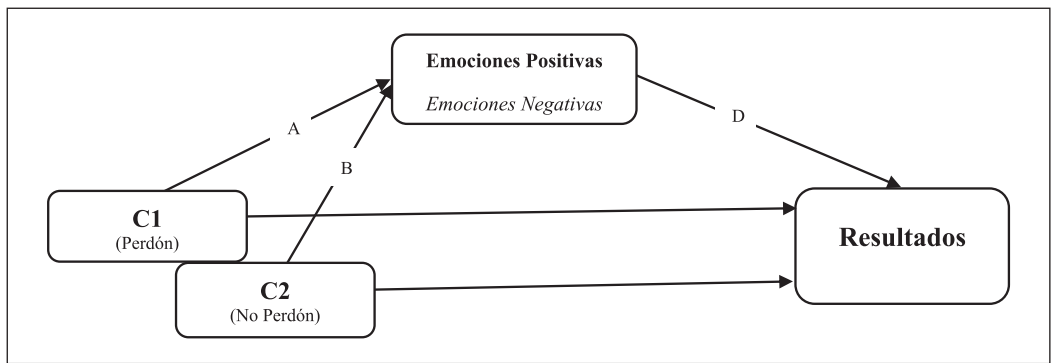 Emociones Positivas
Emociones Negativas
A
D
B
C1
(Perdón)
Resultados
C2
(No Perdón)